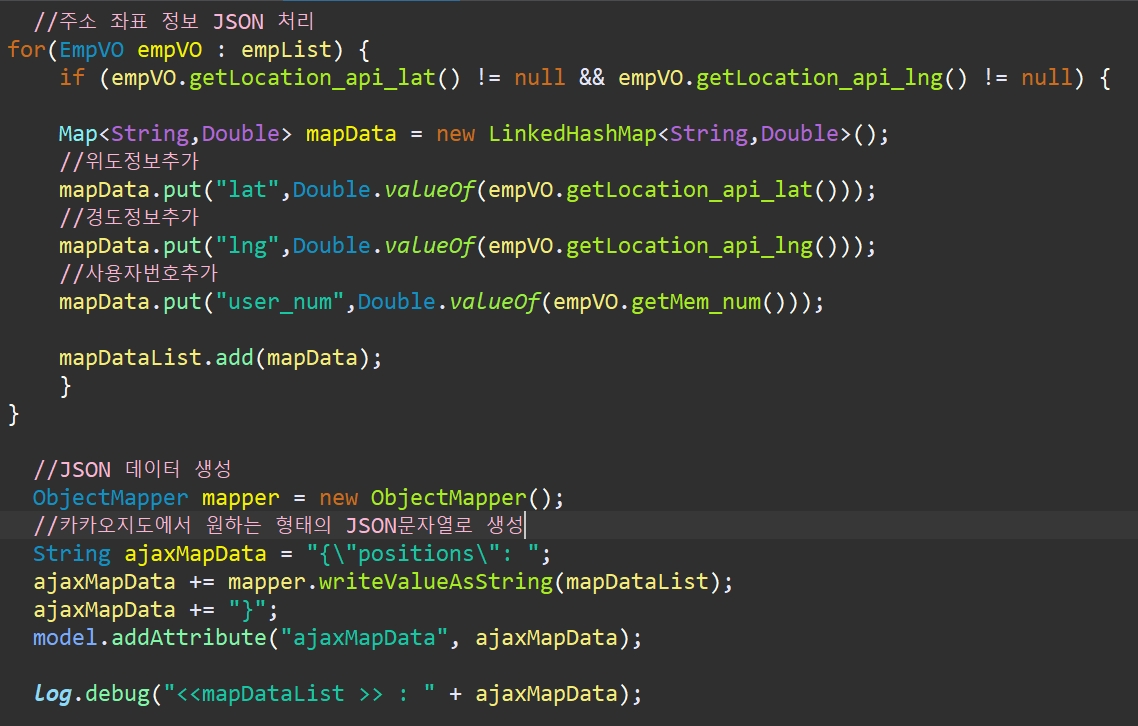 //주소 좌표 정보 JSON 처리
for(EmpVO empVO : empList) {
if (empVO.getLocation_api_lat() != null && empVO.getLocation_api_lng() != null) {
Map<String,Double> mapData = new LinkedHashMap<String,Double>();
//위도정보추가
mapData.put("lat",Double.valueOf(empVO.getLocation_api_lat()));
//경도정보추가
mapData.put("lng",Double.valueOf(empVO.getLocation_api_lng()));
//사용자번호추가
mapData.put("user_num",Double.valueOf(empVO.getMem_num()));
mapDataList.add(mapData);
}
}
//JSON 데이터 생성
ObjectMapper mapper = new ObjectMapper();
//카카오지도에서 원하는 형태의 JSON문자열로 생성
String ajaxMapData = "{\"positions\": ";
ajaxMapData += mapper.writeValueAsString(mapDataList);
ajaxMapData += "}";
model.addAttribute("ajaxMapData", ajaxMapData);
log.debug("<<mapDataList >> : " + ajaxMapData);